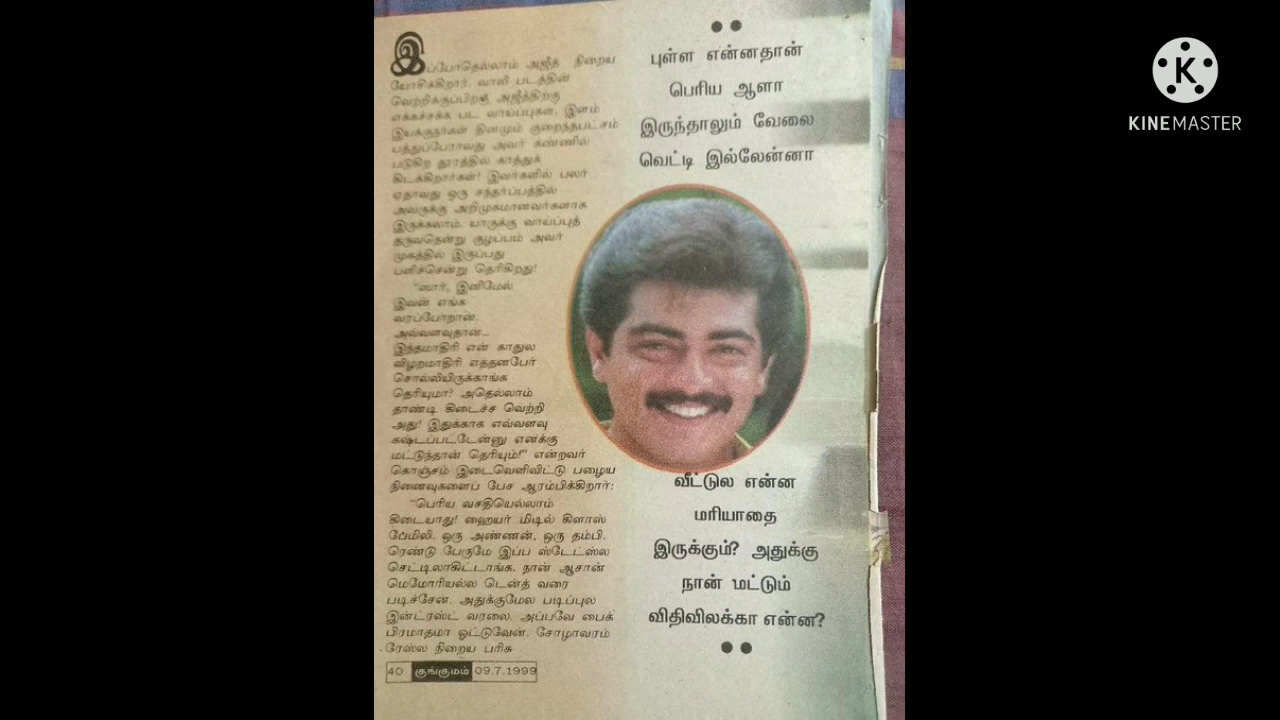 இப்போதெல்லாம் அஜீத் நிறைய
யோசிக்கிறார். வாலி படத்தின்
வெற்றிக்குப்பிறகு அஜீத்திற்கு
எக்கச்சக்க பட வாய்ப்புகள். இளம்
இயக்குநர்கள் தினமும் குறைந்தபட்சம்
பத்துப்பேராவது அவர் கண்ணில்
படுகிற தூரத்தில் காத்துக்
கிடக்கிறார்கள்! இவர்களில் பலர்
ஏதாவது ஒரு சந்தர்ப்பத்தில்
அவருக்கு அறிமுகமானவர்களாக
இருக்கலாம். யாருக்கு வாய்ப்புத்
தருவதென்று குழப்பம் அவர்
முகத்தில் இருப்பது
பளிச்சென்று தெரிகிறது!
"ஸார், இனிமேல்
இவன் எங்க
வரப்போறான்.
அவ்வளவுதான்...
இந்தமாதிரி என் காதுல
விழறமாதிரி எத்தனபேர்
சொல்லியிருக்காங்க
தெரியுமா? அதெல்லாம்
தாண்டி கிடைச்ச வெற்றி
அது! இதுக்காக எவ்வளவு
கஷ்டப்பட்டேன்னு எனக்கு
மட்டுந்தான் தெரியும்!" என்றவர்
கொஞ்சம் இடைவெளிவிட்டு பழைய
நினைவுகளைப் பேச ஆரம்பிக்கிறார்:
"பெரிய வசதியெல்லாம்
கிடையாது! ஹையர் மிடில் கிளாஸ்
பேமிலி. ஒரு அண்ணன், ஒரு தம்பி.
ரெண்டு பேருமே இப்ப ஸ்டேட்ஸ்ல
செட்டிலாகிட்டாங்க. நான் ஆசான்
மெமோரியல்ல டென்த் வரை
படிச்சேன். அதுக்குமேல படிப்புல
இன்ட்ரஸ்ட் வரலை. அப்பவே பைக்
பிரமாதமா ஓட்டுவேன். சோழாவரம்
ரேஸ்ல நிறைய பரிசு
40 குங்குமம் 09.7.1999
புள்ள என்னதான்
பெரிய ஆளா
இருந்தாலும் வேலை
வெட்டி இல்லேன்னா
வீட்டுல என்ன
மரியாதை
இருக்கும்? அதுக்கு
நான் மட்டும்
விதிவிலக்கா என்ன?
K
KINEMASTER